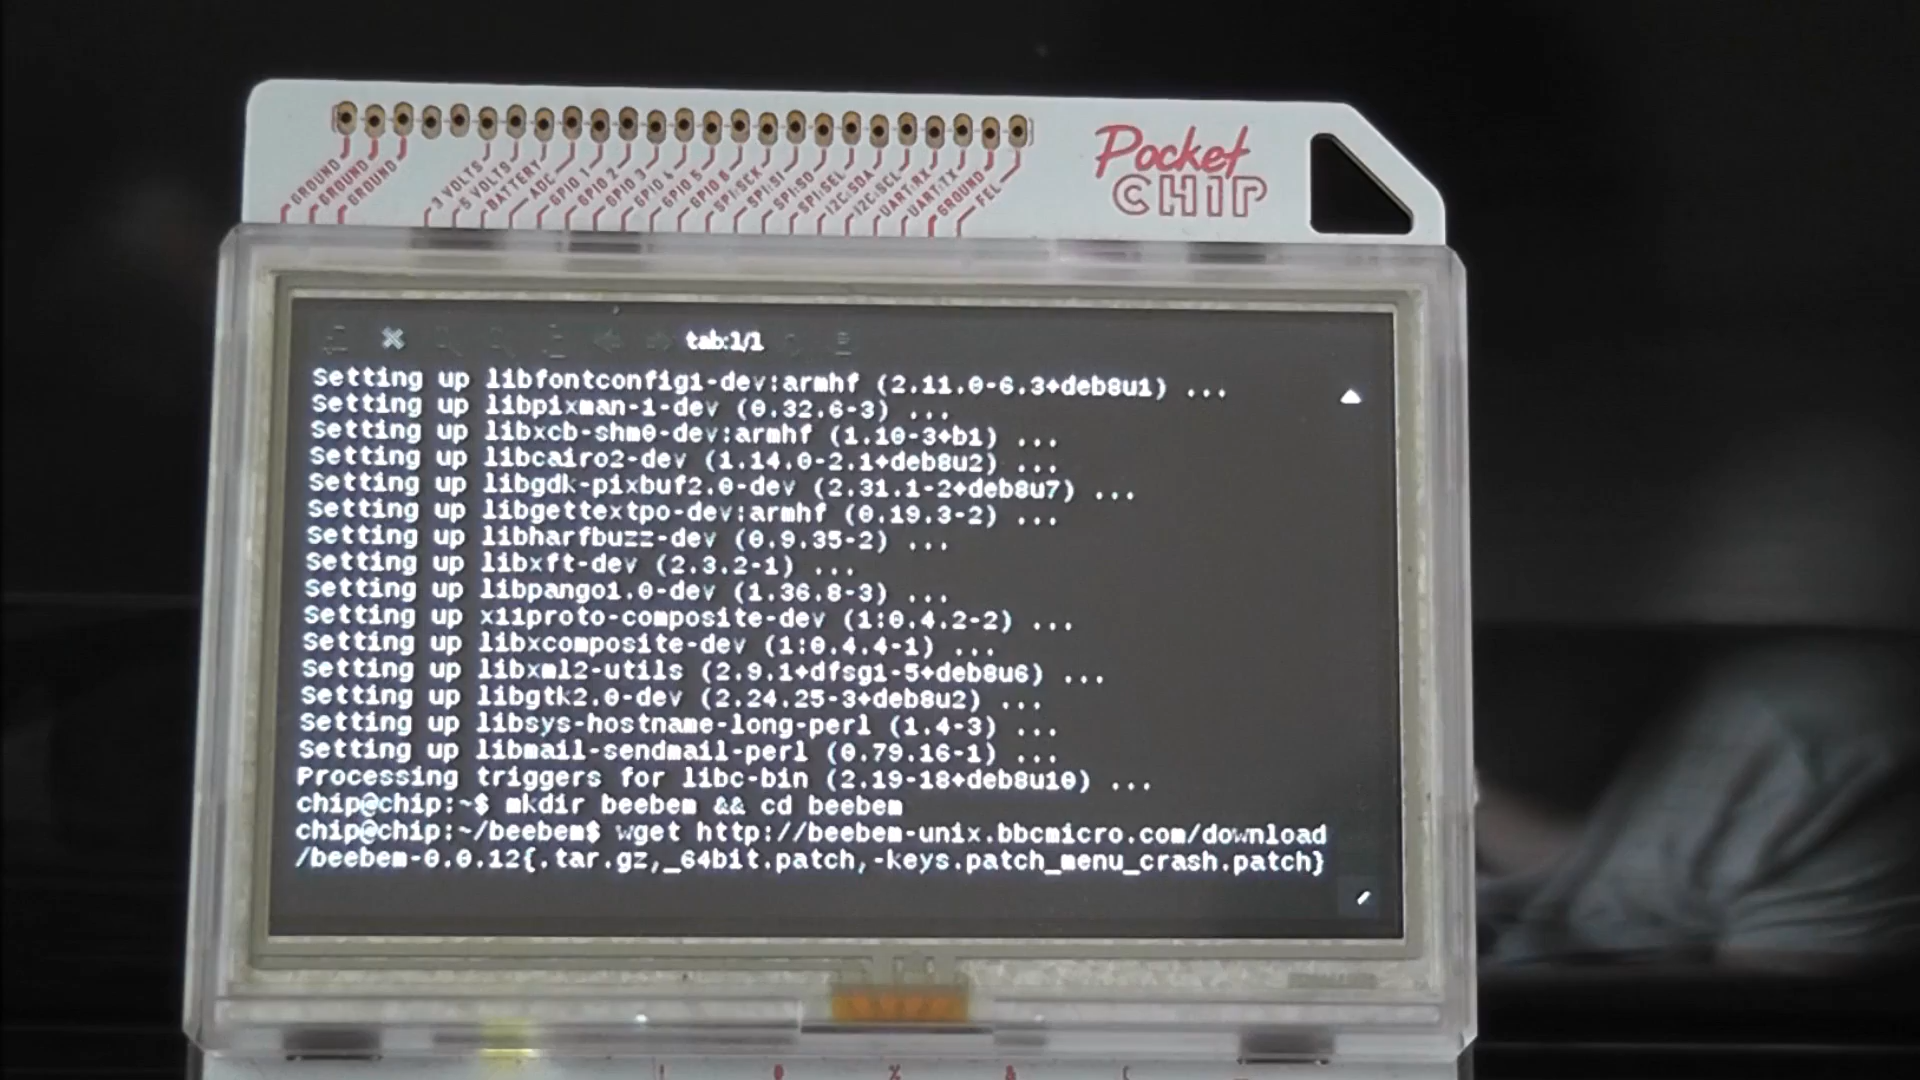 Pocket
CHIP
GROUND
GROUND
GROUND
3 VOLTS
5 VOLTS
BATTERY
ADC
GPIO 1
GPIO 2
GPIO 3
GPIO 4
GPIO 5
GPIO 6
SPI:SCK
SPI:SI
SPI:SO
SPI:SEL
I2C:SDA
I2C:SCL
UART:RX
UART:TX
GROUND
FEL
tab:1/1
Setting up libfontconfig1-dev:armhf (2.11.0-6.3+deb8u1) ...
Setting up libpixman-1-dev (0.32.6-3) ...
Setting up libxcb-shm0-dev:armhf (1.10-3+b1) ...
Setting up libcairo2-dev (1.14.0-2.1+deb8u2) ...
Setting up libgdk-pixbuf2.0-dev (2.31.1-2+deb8u7) ...
Setting up libgettextpo-dev:armhf (0.19.3-2) ...
Setting up libharfbuzz-dev (0.9.35-2) ...
Setting up libxft-dev (2.3.2-1) ...
Setting up libpango1.0-dev (1.36.8-3) ...
Setting up x11proto-composite-dev (1:0.4.2-2) ...
Setting up libxcomposite-dev (1:0.4.4-1) ...
Setting up libxml2-utils (2.9.1+dfsg1-5+deb8u6) ...
Setting up libgtk2.0-dev (2.24.25-3+deb8u2) ...
Setting up libsys-hostname-long-perl (1.4-3) ...
Setting up libmail-sendmail-perl (0.79.16-1) ...
Processing triggers for libc-bin (2.19-18+deb8u10) ...
chip@chip:~$ mkdir beebem && cd beebem
chip@chip:~/beebem$ wget http://beebem-unix.bbcmicro.com/download
/beebem-0.0.12{.tar.gz,_64bit.patch,-keys.patch_menu_crash.patch}